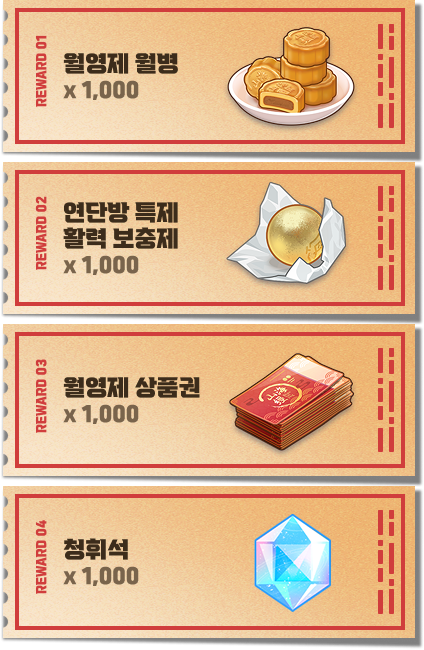 REWARD 01
월영제 월병
x 1,000
REWARD 02
연단방 특제
활력 보충제
x 1,000
REWARD 03
월영제 상품권
x 1,000
REWARD 04
청휘석
x 1,000